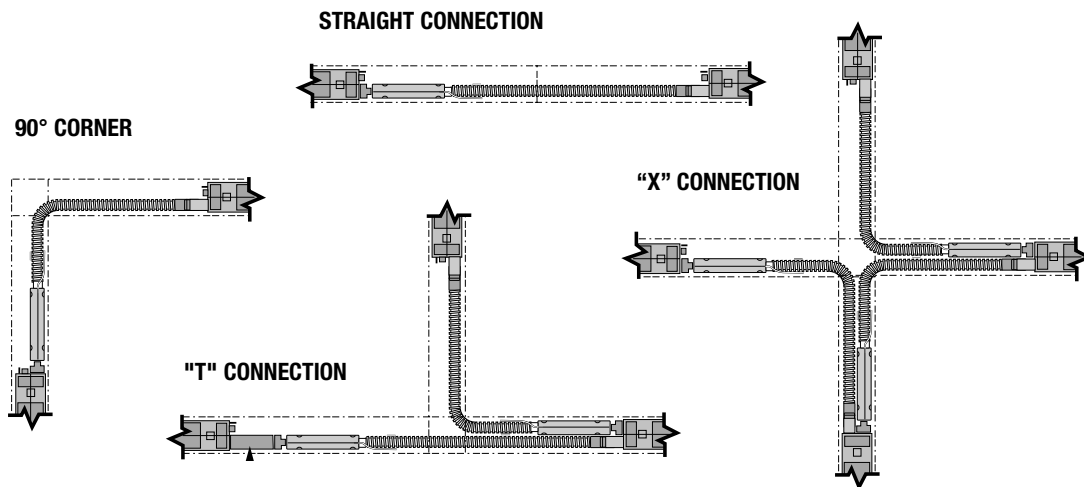 STRAIGHT CONNECTION
90° CORNER
“X” CONNECTION
"T" CONNECTION